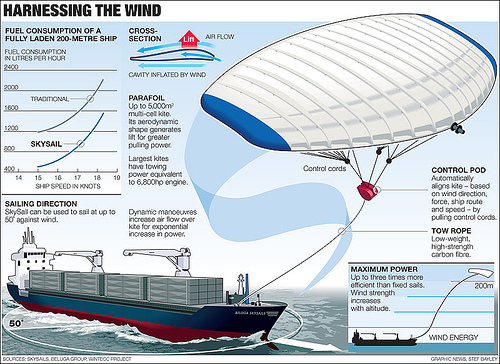 HARNESSING THE WIND
FUEL CONSUMPTION OF A
FULLY LADEN 200-METRE SHIP
FUEL CONSUMPTION
IN LITRES PER HOUR
2400
2000
TRADITIONAL
1600
1200
SKYSAIL
800
400
14 15 16 17 18 19
SHIP SPEED IN KNOTS
SAILING DIRECTION
SkySail can be used to sail at up to
50° against wind.
CROSS-
SECTION
Lift
AIR FLOW
CAVITY INFLATED BY WIND
PARAFOIL
Up to 5,000m²
multi-cell kite.
Its aerodynamic
shape generates
lift for greater
pulling power.
Largest kites
have towing
power equivalent
to 6,800hp engine.
Dynamic manoeuvres
increase air flow over
kite for exponential
increase in power.
Control cords
CONTROL POD
Automatically
aligns kite – based
on wind direction,
force, ship route
and speed – by
pulling control cords.
TOW ROPE
Low-weight,
high-strength
carbon fibre.
MAXIMUM POWER
Up to three times more
efficient than fixed sails.
Wind strength
increases
with altitude.
200m
WIND ENERGY
BELUGA SKYSAILS
50°
SOURCES: SKYSAILS, BELUGA GROUP, WINTECC PROJECT
GRAPHIC NEWS, STEF DAVLEY